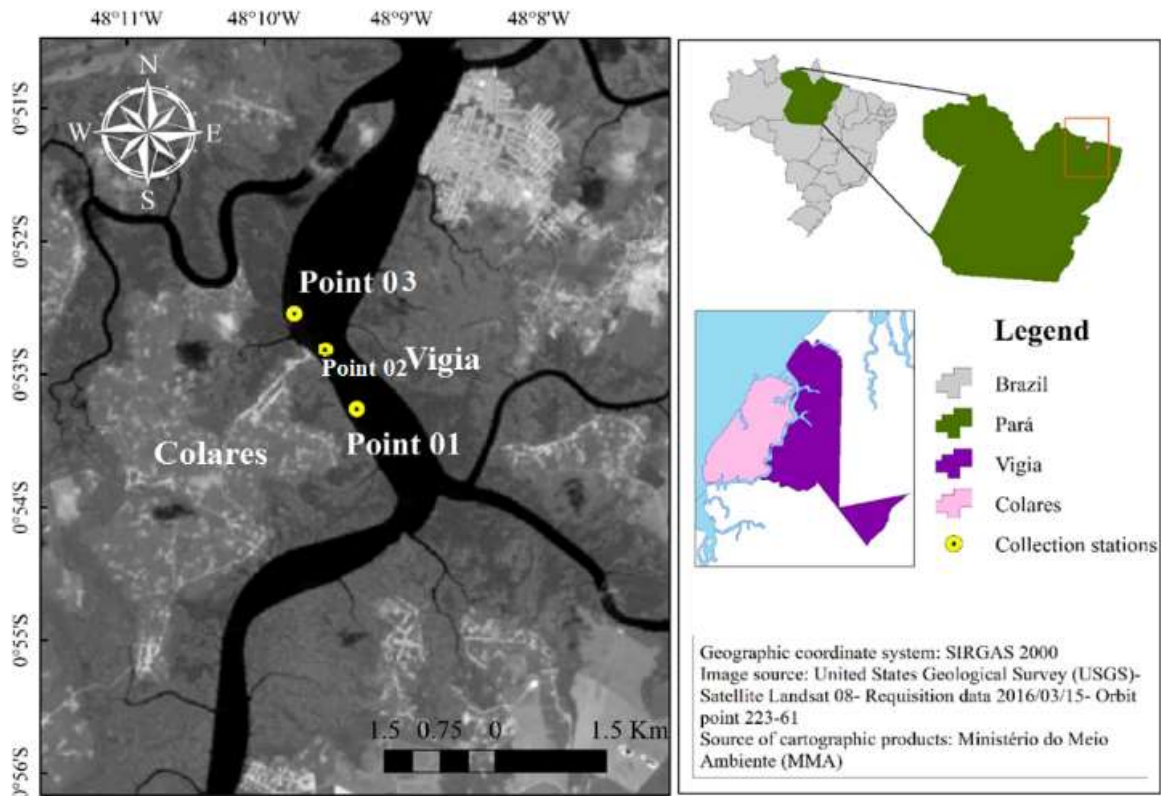 48°11'W 48°10'W 48°9'W 48°8'W
0°51'S
0°52'S
0°53'S
0°54'S
0°55'S
0°56'S
N
W E
S
Point 03
Point 02
Vigia
Point 01
Colares
1.5 0.75 0 1.5 Km
Legend
Brazil
Pará
Vigia
Colares
Collection stations
Geographic coordinate system: SIRGAS 2000
Image source: United States Geological Survey (USGS)-
Satellite Landsat 08- Requisition data 2016/03/15- Orbit
point 223-61
Source of cartographic products: Ministério do Meio
Ambiente (MMA)